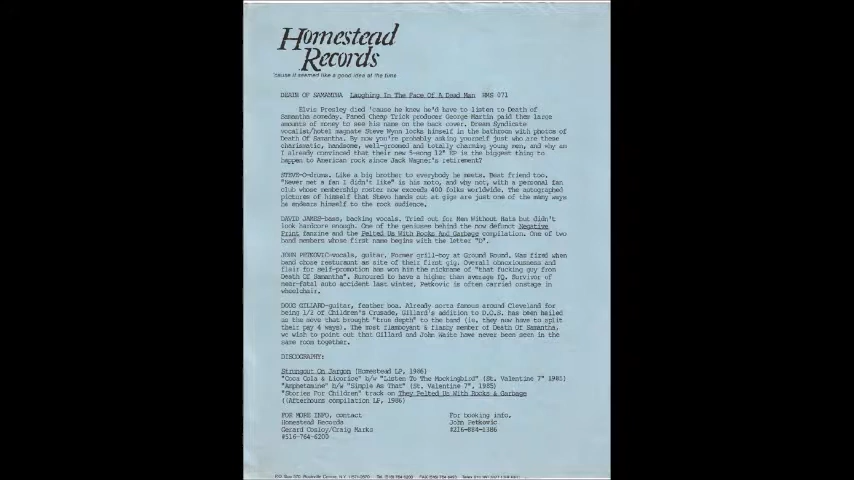 Homestead
Records
'cause it seemed like a good idea at the time
DEATH OF SAMANTHA Laughing In The Face Of A Dead Man HMS 071
Elvis Presley died 'cause he knew he'd have to listen to Death of
Samantha someday. Famed Cheap Trick producer George Martin paid them large
amounts of money to see his name on the back cover. Dream Syndicate
vocalist/hotel magnate Steve Wynn locks himself in the bathroom with photos of
Death Of Samantha. By now you're probably asking yourself just who are these
charismatic, handsome, well-groomed and totally charming young men, and why am
I already convinced that their new 5-song 12" EP is the biggest thing to
happen to American rock since Jack Wagner's retirement?
STEVE-O-drums. Like a big brother to everybody he meets. Best friend too.
"Never met a fan I didn't like" is his moto, and why not, with a personal fan
club whose membership roster now exceeds 400 folks worldwide. The autographed
pictures of himself that Stevo hands out at gigs are just one of the many ways
he endears himself to the rock audience.
DAVID JAMES-bass, backing vocals. Tried out for Men Without Hats but didn't
look hardcore enough. One of the geniuses behind the now defunct Negative
Print fanzine and the Pelted Us With Rocks And Garbage compilation. One of two
band members whose first name begins with the letter "D".
JOHN PETKOVIC-vocals, guitar. Former grill-boy at Ground Round. Was fired when
band chose resturant as site of their first gig. Overall obnoxiousness and
flair for self-promotion has won him the nickname of "that fucking guy from
Death Of Samantha". Rumoured to have a higher than average IQ. Survivor of
near-fatal auto accident last winter, Petkovic is often carried onstage in
wheelchair.
DOUG GILLARD-guitar, feather boa. Already sorta famous around Cleveland for
being 1/2 of Children's Crusade, Gillard's addition to D.O.S. has been hailed
as the move that brought "true depth" to the band (ie, they now have to split
their pay 4 ways). The most flamboyant & flamzy member of Death Of Samantha,
we wish to point out that Gillard and John Waite have never been seen in the
same room together.
DISCOGRAPHY:
Strungout On Jargon (Homestead LP, 1986)
"Coca Cola & Licorice" b/w "Listen To The Mockingbird" (St. Valentine 7" 1985)
"Amphetamine" b/w "Simple As That" (St. Valentine 7", 1985)
"Stories For Children" track on They Pelted Us With Rocks & Garbage
((Afterhours compilation LP, 1986)
FOR MORE INFO, contact For booking info,
Homestead Records John Petkovic
Gerard Cosloy/Craig Marks #216-884-1386
#516-764-6200